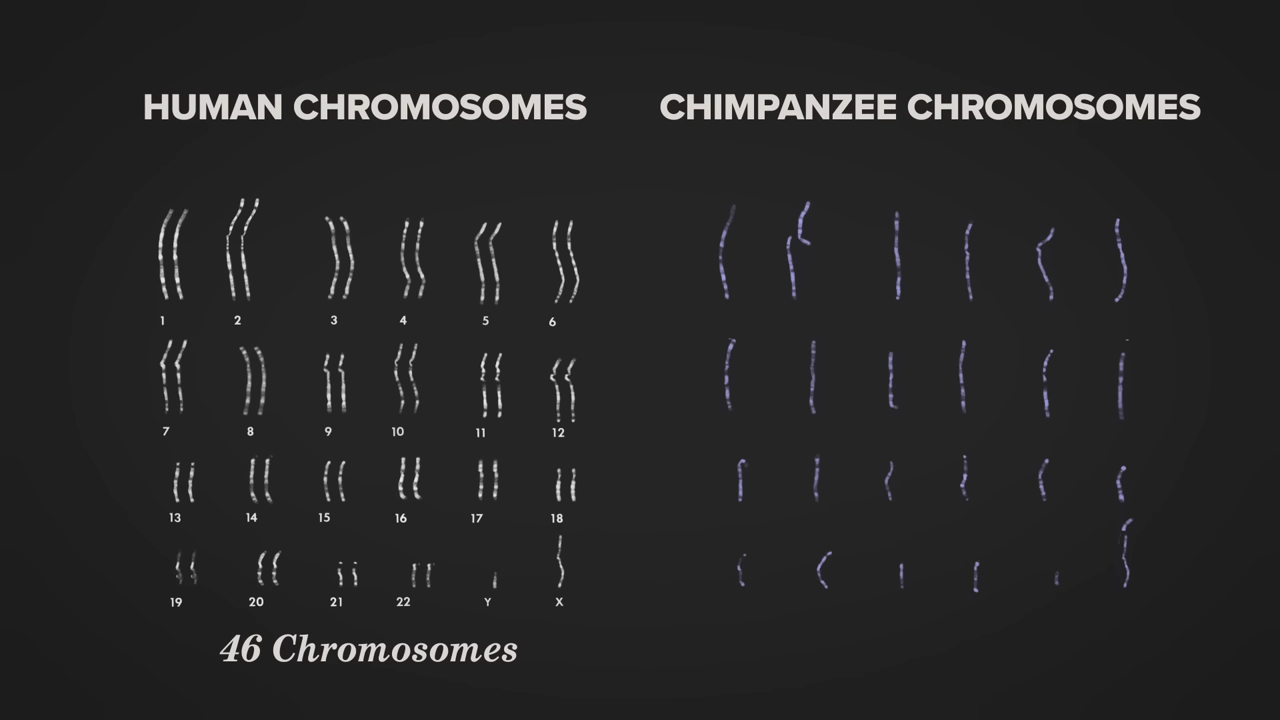 HUMAN CHROMOSOMES
CHIMPANZEE CHROMOSOMES
1 2 3 4 5 6
7 8 9 10 11 12
13 14 15 16 17 18
19 20 21 22 Y X
46 Chromosomes